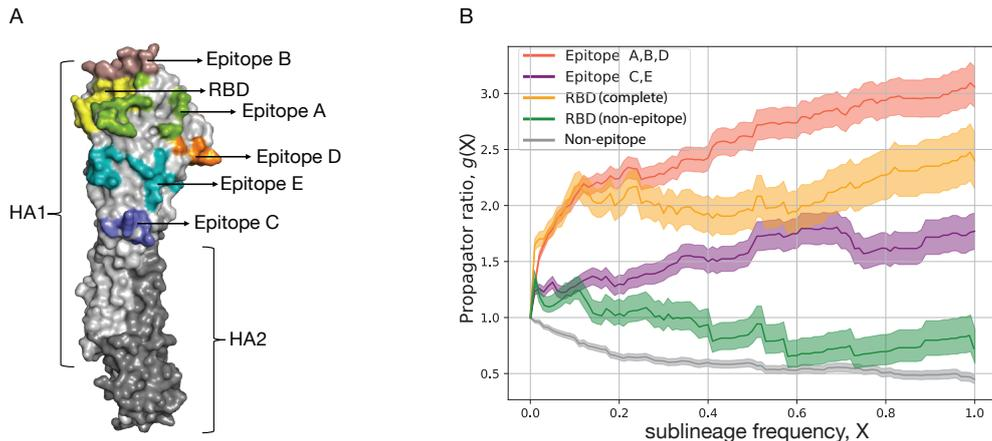 A
Epitope B
RBD
Epitope A
Epitope D
Epitope E
Epitope C
HA1
HA2
B
Epitope A,B,D
Epitope C,E
RBD (complete)
RBD (non-epitope)
Non-epitope
Propagator ratio, g(X)
3.0
2.5
2.0
1.5
1.0
0.5
0.0 0.2 0.4 0.6 0.8 1.0
sublineage frequency, X